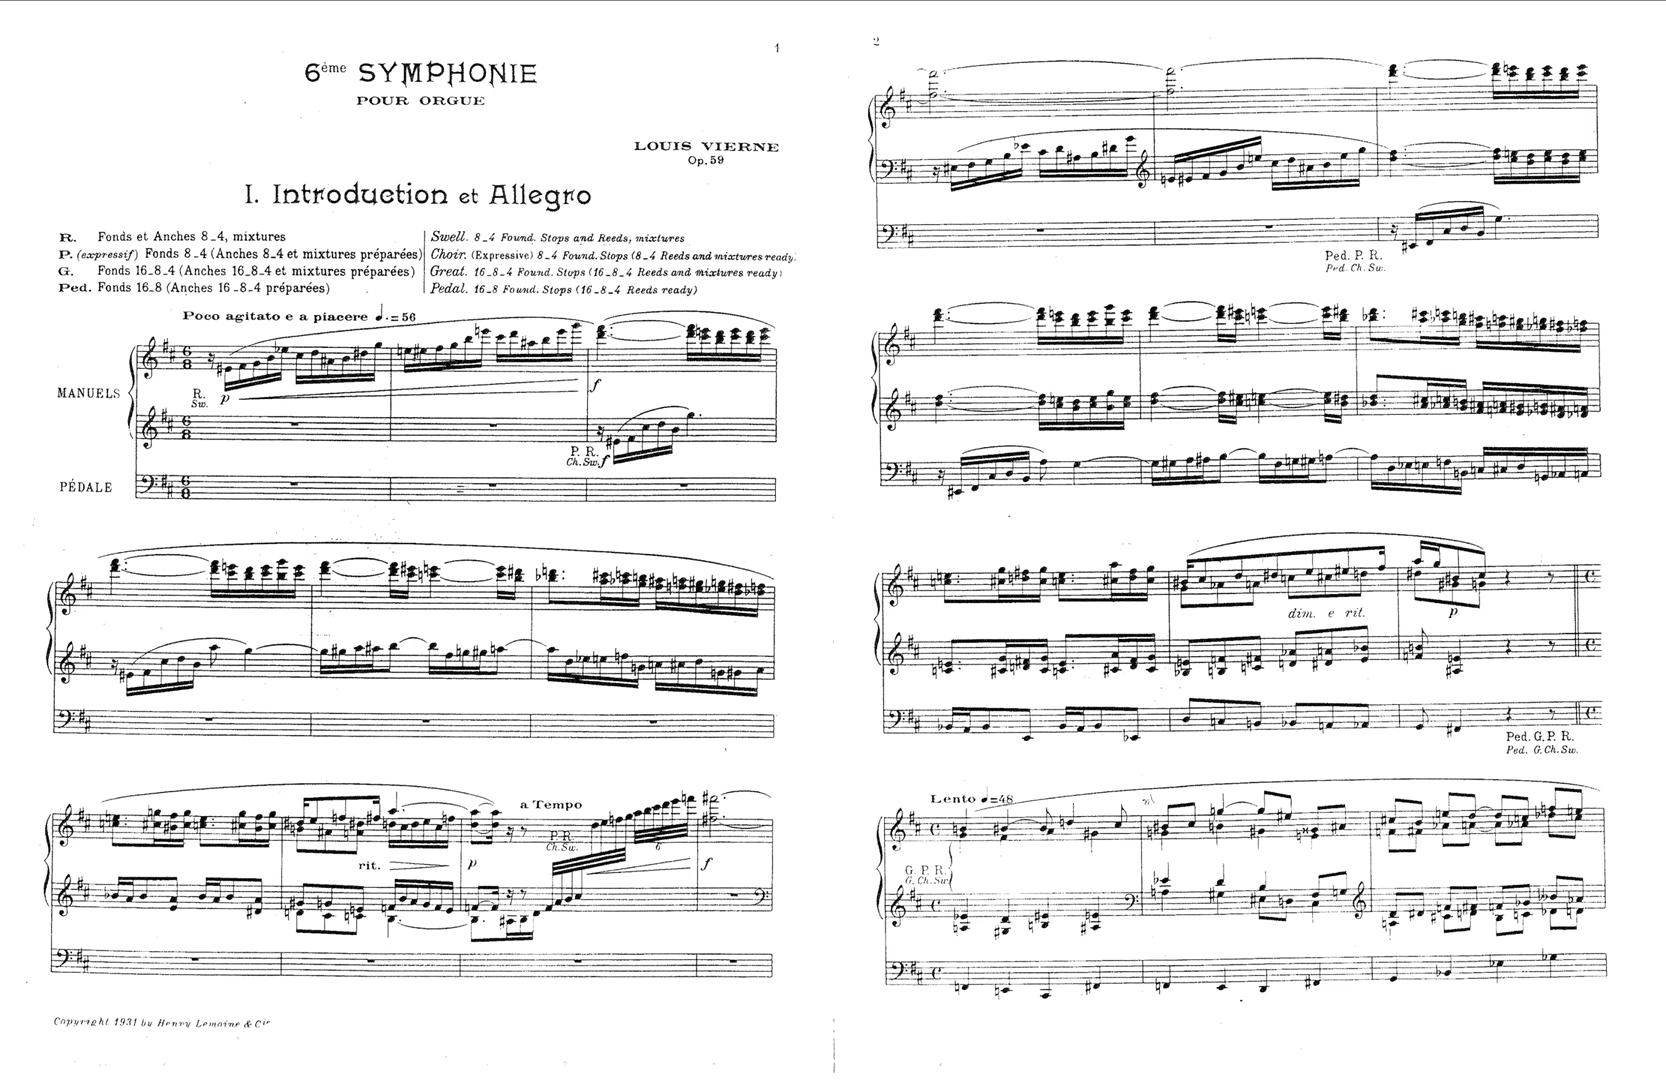 1
6ème SYMPHONIE
POUR ORGUE
LOUIS VIERNE
Op. 59
I. Introduction et Allegro
R. Fonds et Anches 8_4, mixtures
P. (expressif) Fonds 8_4 (Anches 8_4 et mixtures préparées)
G. Fonds 16_8_4 (Anches 16_8_4 et mixtures préparées)
Ped. Fonds 16_8 (Anches 16_8_4 préparées)
Swell. 8_4 Found. Stops and Reeds, mixtures
Choir. (Expressive) 8_4 Found. Stops (8_4 Reeds and mixtures ready)
Great. 16_8_4 Found. Stops (16_8_4 Reeds and mixtures ready)
Pedal. 16_8 Found. Stops (16_8_4 Reeds ready)
Poco agitato e a piacere ♩. = 56
MANUELS
R.
Sw.
p
f
P. R.
Ch. Sw.
f
PÉDALE
a Tempo
P. R.
Ch. Sw.
6
rit.
p
f
Copyright 1931 by Henry Lemoine & Cie
2
Ped. P. R.
Ped. Ch. Sw.
dim. e rit.
p
Ped. G. P. R.
Ped. G. Ch. Sw.
Lento ♩ = 48
G. P. R.
G. Ch. Sw.